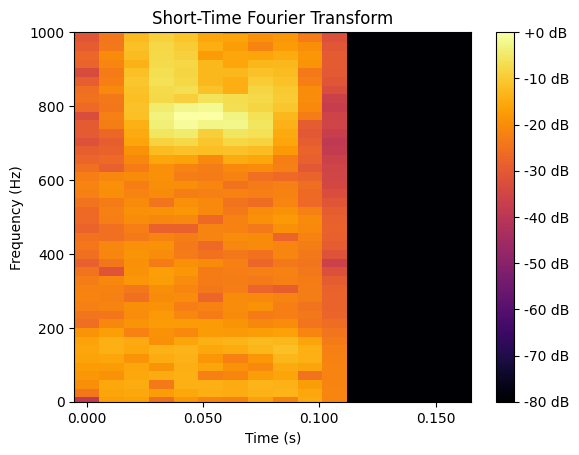 Short-Time Fourier Transform
Frequency (Hz)
1000
800
600
400
200
0
0.000
0.050
0.100
0.150
Time (s)
+0 dB
-10 dB
-20 dB
-30 dB
-40 dB
-50 dB
-60 dB
-70 dB
-80 dB